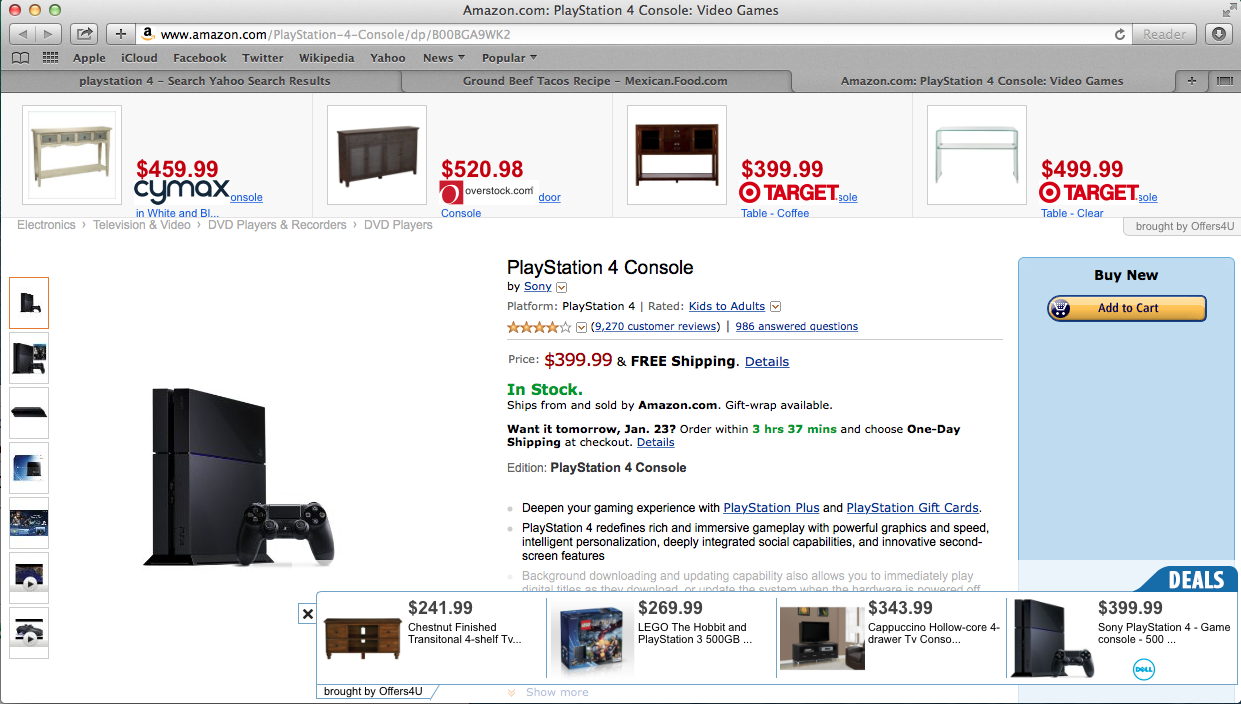 Amazon.com: PlayStation 4 Console: Video Games
www.amazon.com/PlayStation-4-Console/dp/B00BGA9WK2
Reader
Apple iCloud Facebook Twitter Wikipedia Yahoo News Popular
playstation 4 - Search Yahoo Search Results
Ground Beef Tacos Recipe - Mexican.Food.com
Amazon.com: PlayStation 4 Console: Video Games
$459.99
cymax
onsole
in White and Bl...
$520.98
overstock.com
door
Console
$399.99
TARGET
sole
Table - Coffee
$499.99
TARGET
sole
Table - Clear
brought by Offers4U
Electronics › Television & Video › DVD Players & Recorders › DVD Players
PlayStation 4 Console
by Sony
Platform: PlayStation 4 | Rated: Kids to Adults
(9,270 customer reviews) | 986 answered questions
Price: $399.99 & FREE Shipping. Details
In Stock.
Ships from and sold by Amazon.com. Gift-wrap available.
Want it tomorrow, Jan. 23? Order within 3 hrs 37 mins and choose One-Day
Shipping at checkout. Details
Edition: PlayStation 4 Console
Deepen your gaming experience with PlayStation Plus and PlayStation Gift Cards.
PlayStation 4 redefines rich and immersive gameplay with powerful graphics and speed,
intelligent personalization, deeply integrated social capabilities, and innovative second-
screen features
Background downloading and updating capability also allows you to immediately play
digital titles as they download, or update the system when the hardware is powered off
Buy New
Add to Cart
DEALS
$241.99
Chestnut Finished
Transitonal 4-shelf Tv...
$269.99
LEGO The Hobbit and
PlayStation 3 500GB ...
$343.99
Cappuccino Hollow-core 4-
drawer Tv Conso...
$399.99
Sony PlayStation 4 - Game
console - 500 ...
DELL
brought by Offers4U
Show more